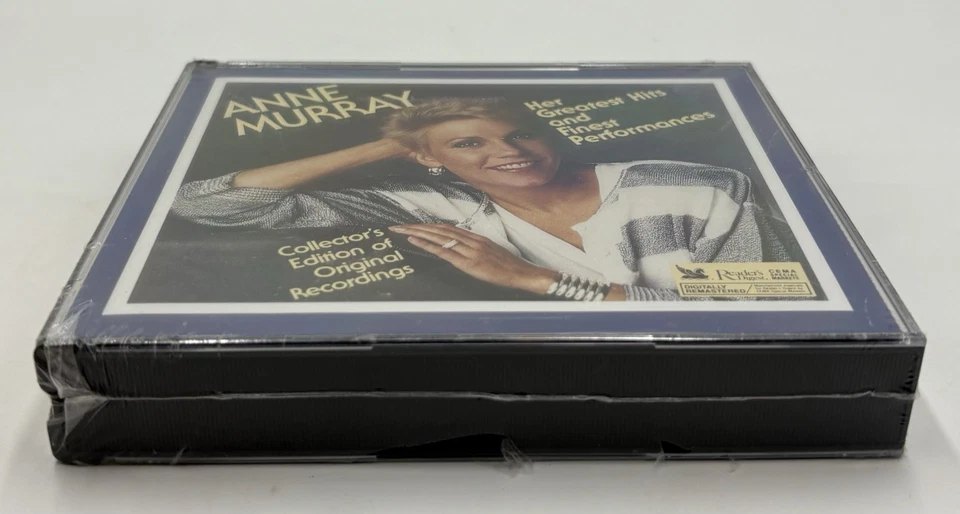 ANNE
MURRAY
Her
Greatest Hits
and
Finest
Performances
Collector's
Edition of
Original
Recordings
Reader's
Digest
CEMA
SPECIAL
MARKETS
DIGITALLY
REMASTERED